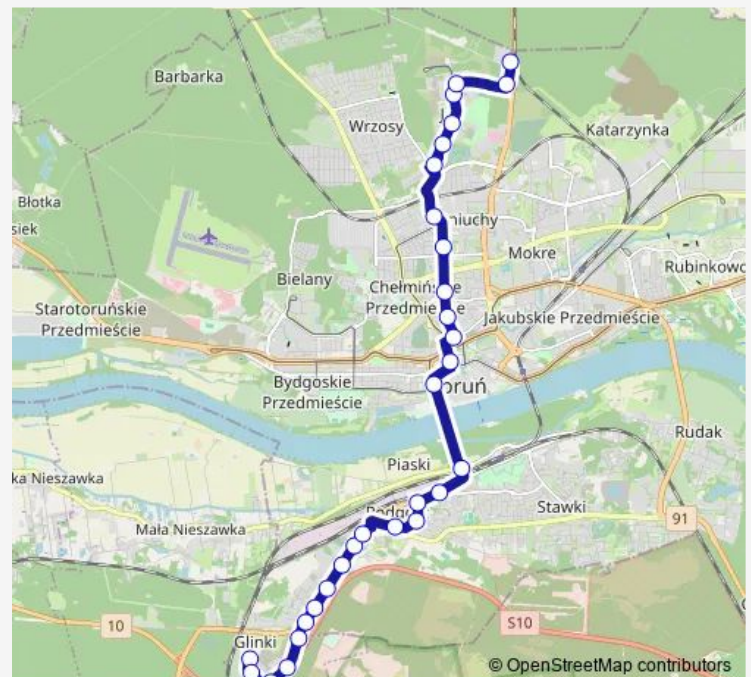 Barbarka
Wrzosy
Katarzynka
Błotka
siek
niuchy
Mokre
Rubinkowo
Bielany
Chełmińskie
Przedmieście
Starotoruńskie
Przedmieście
Jakubskie Przedmieście
Bydgoskie
Przedmieście
oruń
Rudak
Piaski
ka Nieszawka
Stawki
Mała Nieszawka
91
10
S10
Glinki
© OpenStreetMap contributors